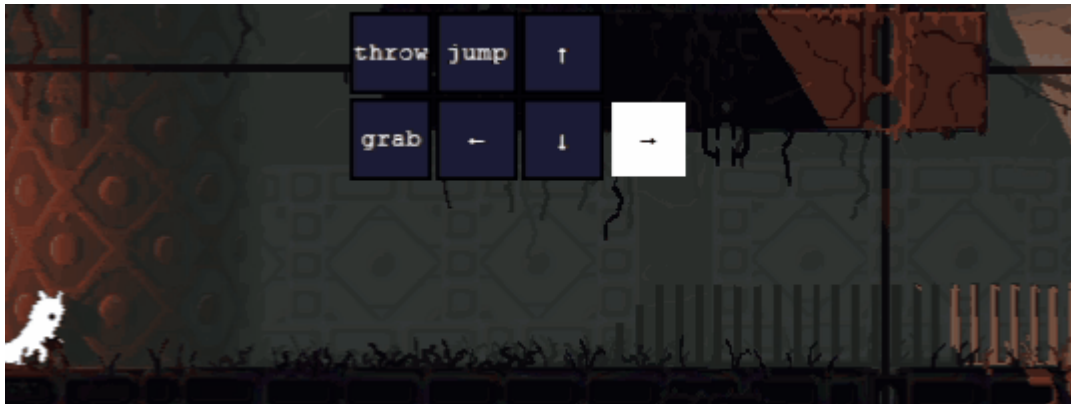 throw jump ↑
grab ← ↓ →